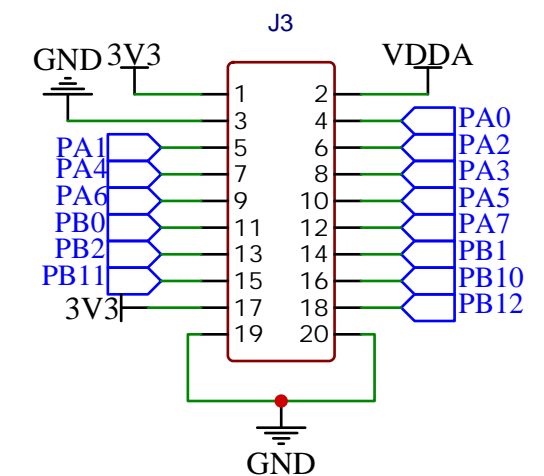 J3
GND 3V3 VDDA
1 2
3 4 PA0
PA1 5 6 PA2
PA4 7 8 PA3
PA6 9 10 PA5
PB0 11 12 PA7
PB2 13 14 PB1
PB11 15 16 PB10
3V3 17 18 PB12
19 20
GND